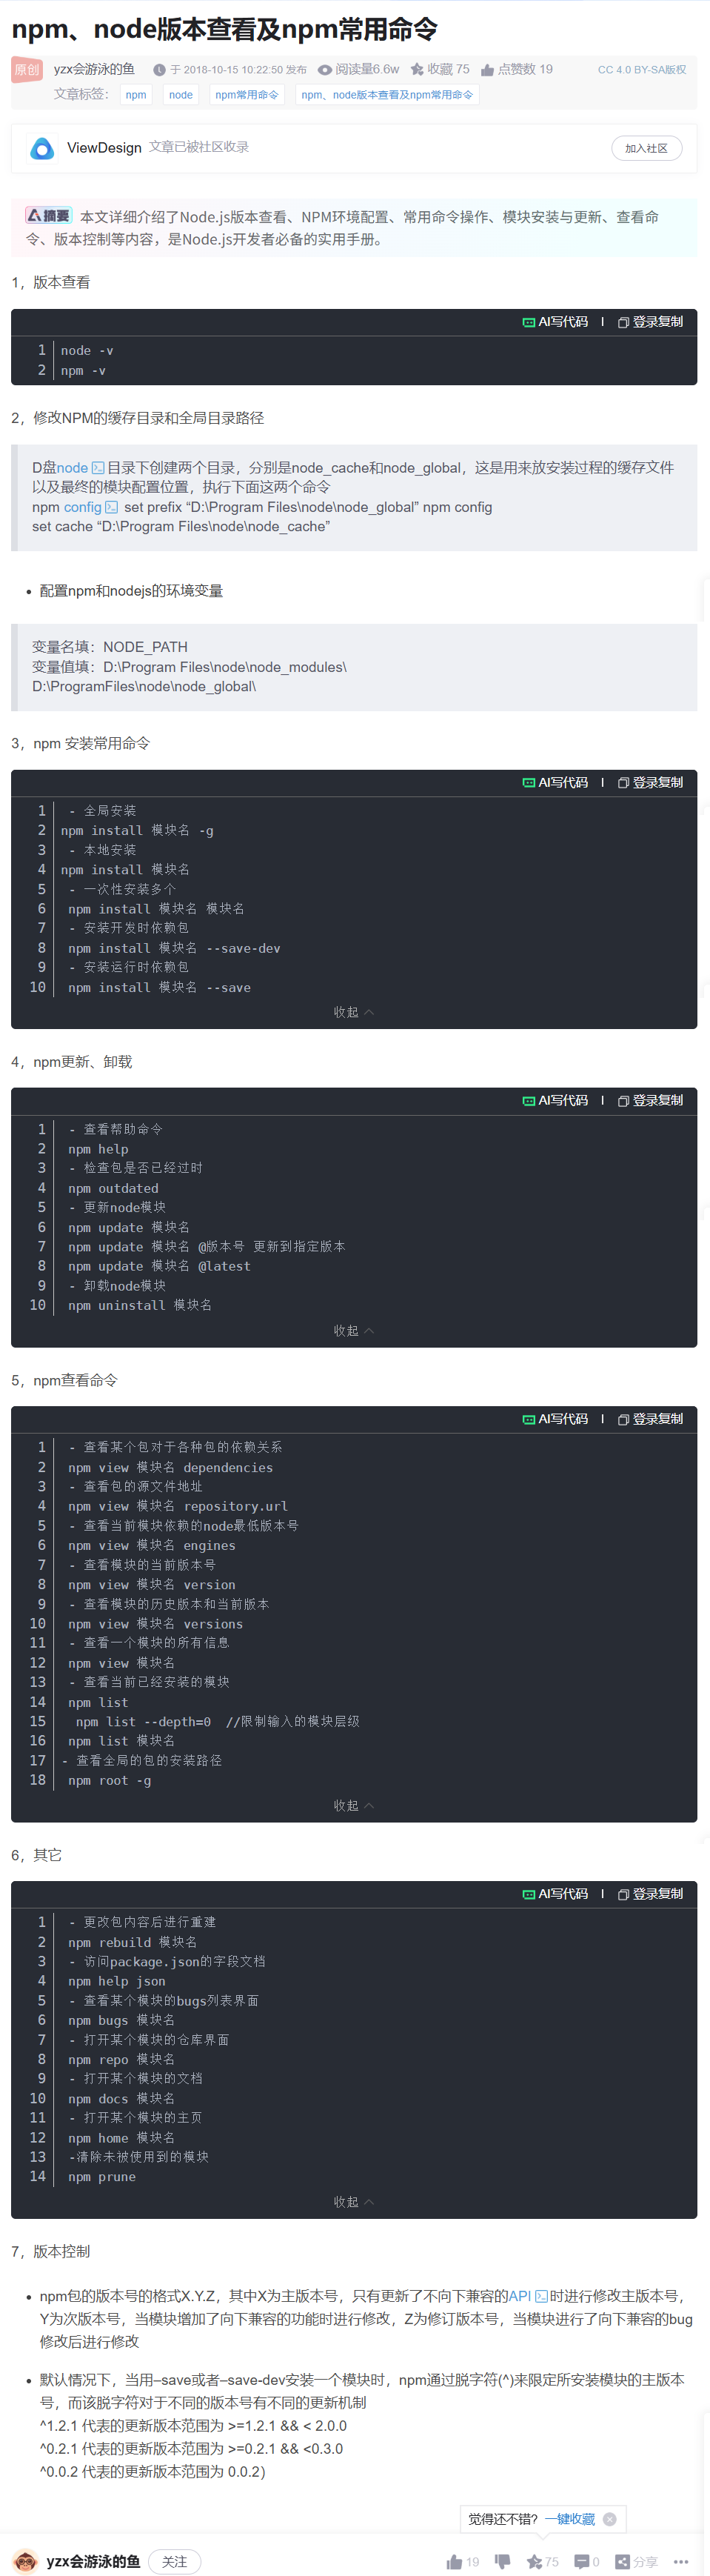 npm、node版本查看及npm常用命令
原创 yzx会游泳的鱼 于 2018-10-15 10:22:50 发布 阅读量6.6w 收藏 75 点赞数 19 CC 4.0 BY-SA版权
文章标签： npm node npm常用命令 npm、node版本查看及npm常用命令
ViewDesign 文章已被社区收录 加入社区
摘要 本文详细介绍了Node.js版本查看、NPM环境配置、常用命令操作、模块安装与更新、查看命
令、版本控制等内容，是Node.js开发者必备的实用手册。
1，版本查看
AI写代码 登录复制
1 node -v
2 npm -v
2，修改NPM的缓存目录和全局目录路径
D盘node目录下创建两个目录，分别是node_cache和node_global，这是用来放安装过程的缓存文件
以及最终的模块配置位置，执行下面这两个命令
npm config set prefix “D:\Program Files\node\node_global” npm config
set cache “D:\Program Files\node\node_cache”
• 配置npm和nodejs的环境变量
变量名填：NODE_PATH
变量值填：D:\Program Files\node\node_modules\
D:\ProgramFiles\node\node_global\
3，npm 安装常用命令
AI写代码 登录复制
1 - 全局安装
2 npm install 模块名 -g
3 - 本地安装
4 npm install 模块名
5 - 一次性安装多个
6 npm install 模块名 模块名
7 - 安装开发时依赖包
8 npm install 模块名 --save-dev
9 - 安装运行时依赖包
10 npm install 模块名 --save
收起
4，npm更新、卸载
AI写代码 登录复制
1 - 查看帮助命令
2 npm help
3 - 检查包是否已经过时
4 npm outdated
5 - 更新node模块
6 npm update 模块名
7 npm update 模块名 @版本号 更新到指定版本
8 npm update 模块名 @latest
9 - 卸载node模块
10 npm uninstall 模块名
收起
5，npm查看命令
AI写代码 登录复制
1 - 查看某个包对于各种包的依赖关系
2 npm view 模块名 dependencies
3 - 查看包的源文件地址
4 npm view 模块名 repository.url
5 - 查看当前模块依赖的node最低版本号
6 npm view 模块名 engines
7 - 查看模块的当前版本号
8 npm view 模块名 version
9 - 查看模块的历史版本和当前版本
10 npm view 模块名 versions
11 - 查看一个模块的所有信息
12 npm view 模块名
13 - 查看当前已经安装的模块
14 npm list
15 npm list --depth=0 //限制输入的模块层级
16 npm list 模块名
17 - 查看全局的包的安装路径
18 npm root -g
收起
6，其它
AI写代码 登录复制
1 - 更改包内容后进行重建
2 npm rebuild 模块名
3 - 访问package.json的字段文档
4 npm help json
5 - 查看某个模块的bugs列表界面
6 npm bugs 模块名
7 - 打开某个模块的仓库界面
8 npm repo 模块名
9 - 打开某个模块的文档
10 npm docs 模块名
11 - 打开某个模块的主页
12 npm home 模块名
13 -清除未被使用到的模块
14 npm prune
收起
7，版本控制
• npm包的版本号的格式X.Y.Z，其中X为主版本号，只有更新了不向下兼容的API时进行修改主版本号，
Y为次版本号，当模块增加了向下兼容的功能时进行修改，Z为修订版本号，当模块进行了向下兼容的bug
修改后进行修改
• 默认情况下，当用–save或者–save-dev安装一个模块时，npm通过脱字符(^)来限定所安装模块的主版本
号，而该脱字符对于不同的版本号有不同的更新机制
^1.2.1 代表的更新版本范围为 >=1.2.1 && < 2.0.0
^0.2.1 代表的更新版本范围为 >=0.2.1 && <0.3.0
^0.0.2 代表的更新版本范围为 0.0.2）
觉得还不错? 一键收藏
yzx会游泳的鱼 关注 19 75 0 分享